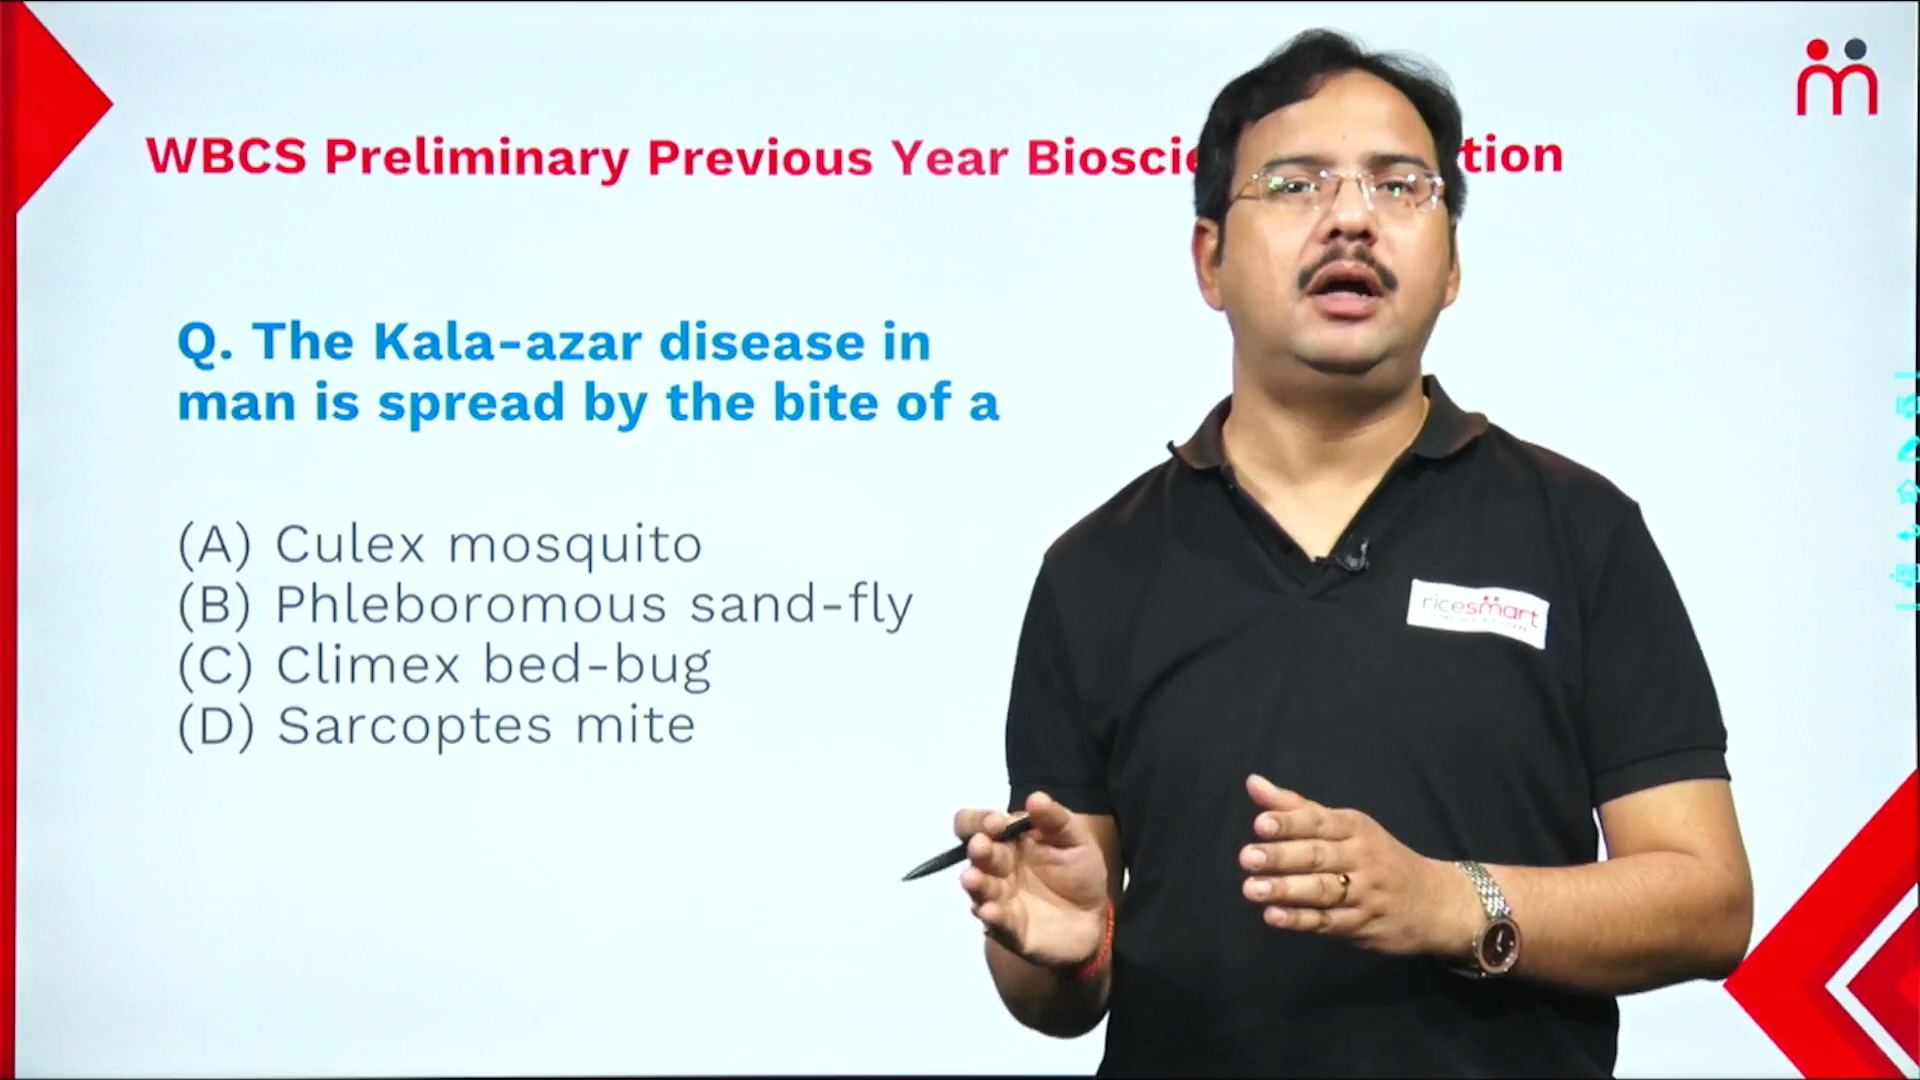 WBCS Preliminary Previous Year Bioscie tion
Q. The Kala-azar disease in
man is spread by the bite of a
(A) Culex mosquito
(B) Phleboromous sand-fly
(C) Climex bed-bug
(D) Sarcoptes mite
ricesmart